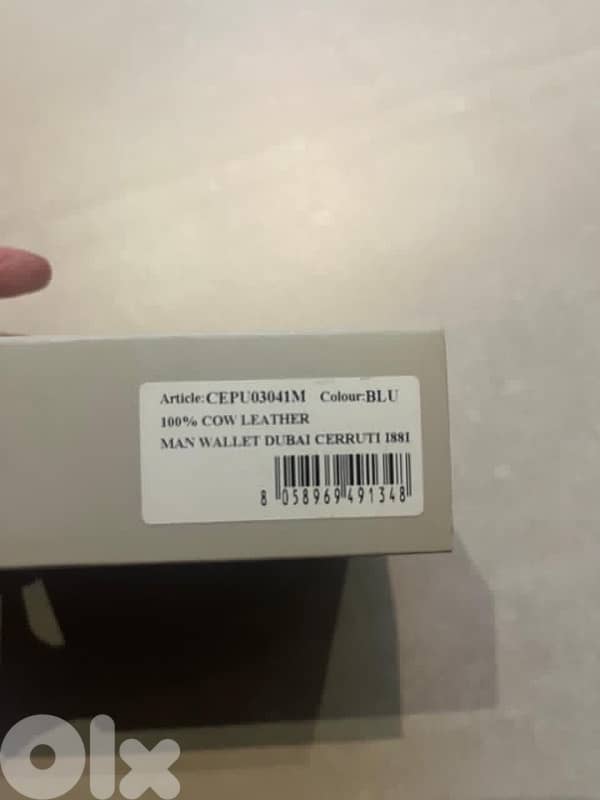 Article:CEPU03041M Colour:BLU
100% COW LEATHER
MAN WALLET DUBAI CERRUTI 1881
8 058969 491348
Olx